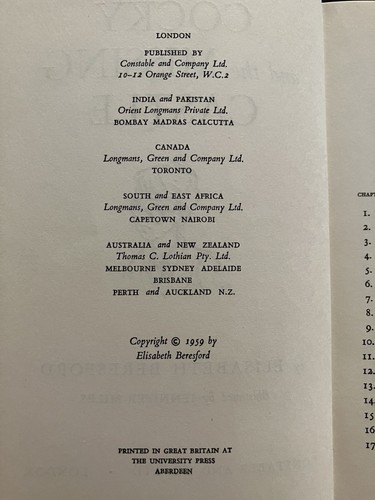 LONDON
PUBLISHED BY
Constable and Company Ltd.
10–12 Orange Street, W.C.2
INDIA and PAKISTAN
Orient Longmans Private Ltd.
BOMBAY MADRAS CALCUTTA
CANADA
Longmans, Green and Company Ltd.
TORONTO
SOUTH and EAST AFRICA
Longmans, Green and Company Ltd.
CAPETOWN NAIROBI
AUSTRALIA and NEW ZEALAND
Thomas C. Lothian Pty. Ltd.
MELBOURNE SYDNEY ADELAIDE
BRISBANE
PERTH and AUCKLAND N.Z.
Copyright © 1959 by
Elisabeth Beresford
PRINTED IN GREAT BRITAIN AT
THE UNIVERSITY PRESS
ABERDEEN
CHAPT
1.
2.
3.
4.
5.
6.
7.
8.
9.
10.
11.
12.
13.
14.
15
16
17